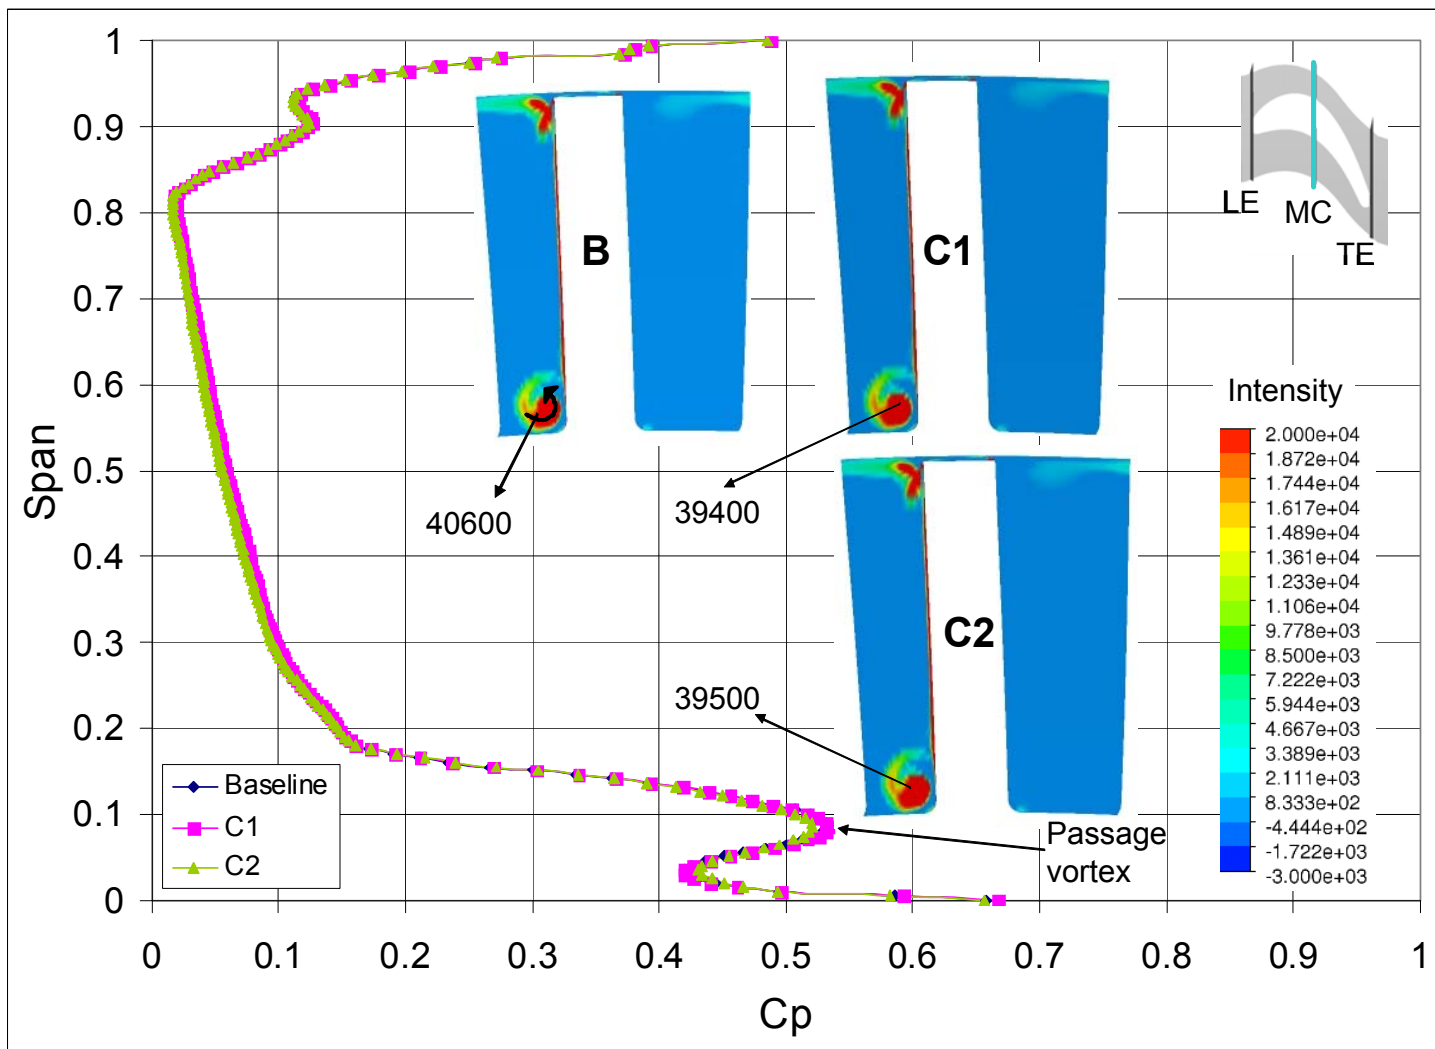 1
0.9
0.8
0.7
0.6
0.5
0.4
0.3
0.2
0.1
0
Span
0
0.1
0.2
0.3
0.4
0.5
0.6
0.7
0.8
0.9
1
Cp
Baseline
C1
C2
B
40600
C1
39400
C2
39500
Passage
vortex
LE
MC
TE
Intensity
2.000e+04
1.872e+04
1.744e+04
1.617e+04
1.489e+04
1.361e+04
1.233e+04
1.106e+04
9.778e+03
8.500e+03
7.222e+03
5.944e+03
4.667e+03
3.389e+03
2.111e+03
8.333e+02
-4.444e+02
-1.722e+03
-3.000e+03